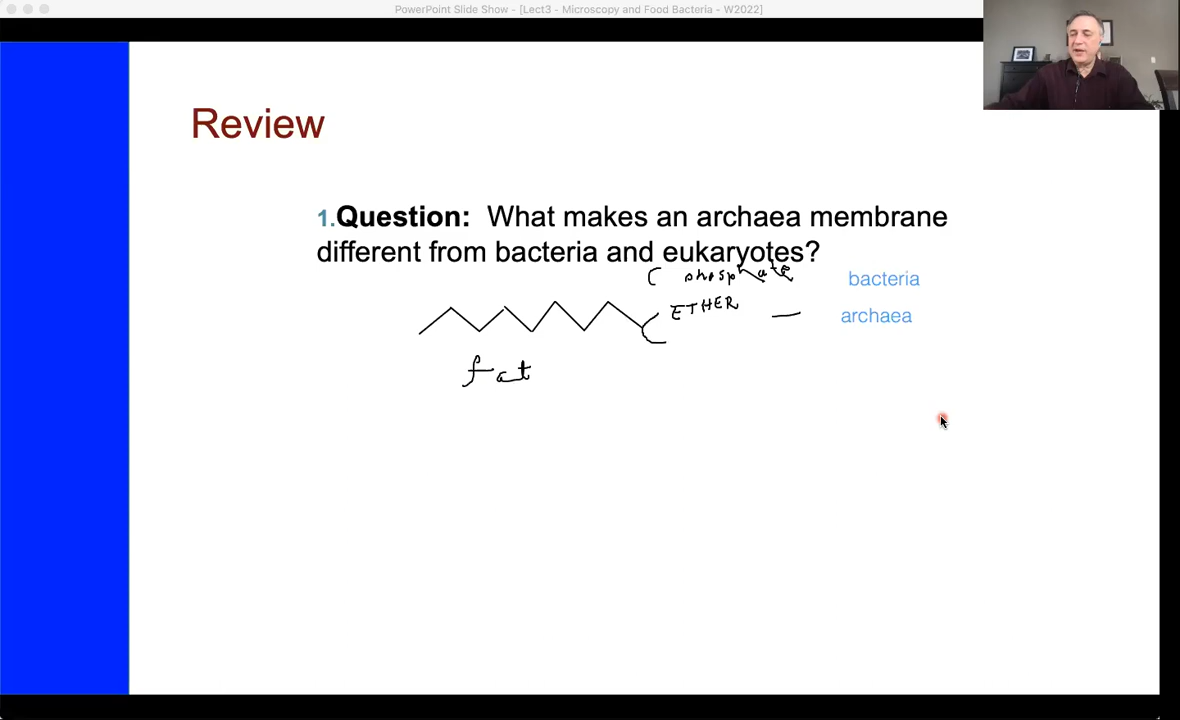 PowerPoint Slide Show - [Lect3 - Microscopy and Food Bacteria - W2022]
Review
1.Question: What makes an archaea membrane
different from bacteria and eukaryotes?
( phosphate bacteria
ETHER — archaea
fat